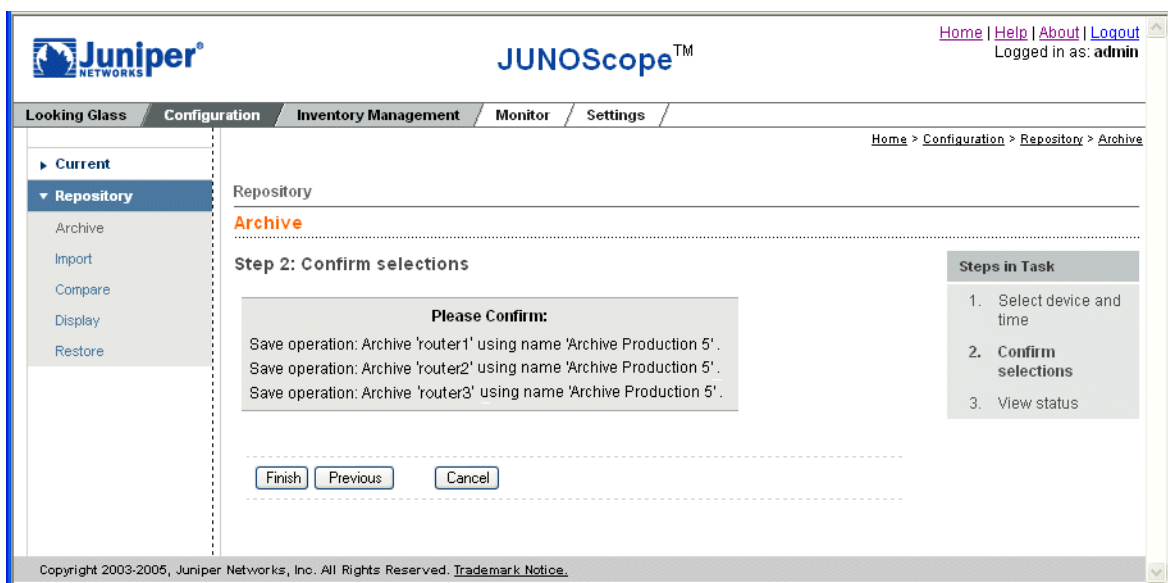 Home | Help | About | Logout
Juniper®
NETWORKS
JUNOScope™
Logged in as: admin
Looking Glass / Configuration / Inventory Management / Monitor / Settings /
Home > Configuration > Repository > Archive
Current
Repository
Archive
Import
Compare
Display
Restore
Repository
Archive
Step 2: Confirm selections
Please Confirm:
Save operation: Archive 'router1' using name 'Archive Production 5'.
Save operation: Archive 'router2' using name 'Archive Production 5'.
Save operation: Archive 'router3' using name 'Archive Production 5'.
Finish Previous Cancel
Steps in Task
1. Select device and
time
2. Confirm
selections
3. View status
Copyright 2003-2005, Juniper Networks, Inc. All Rights Reserved. Trademark Notice.